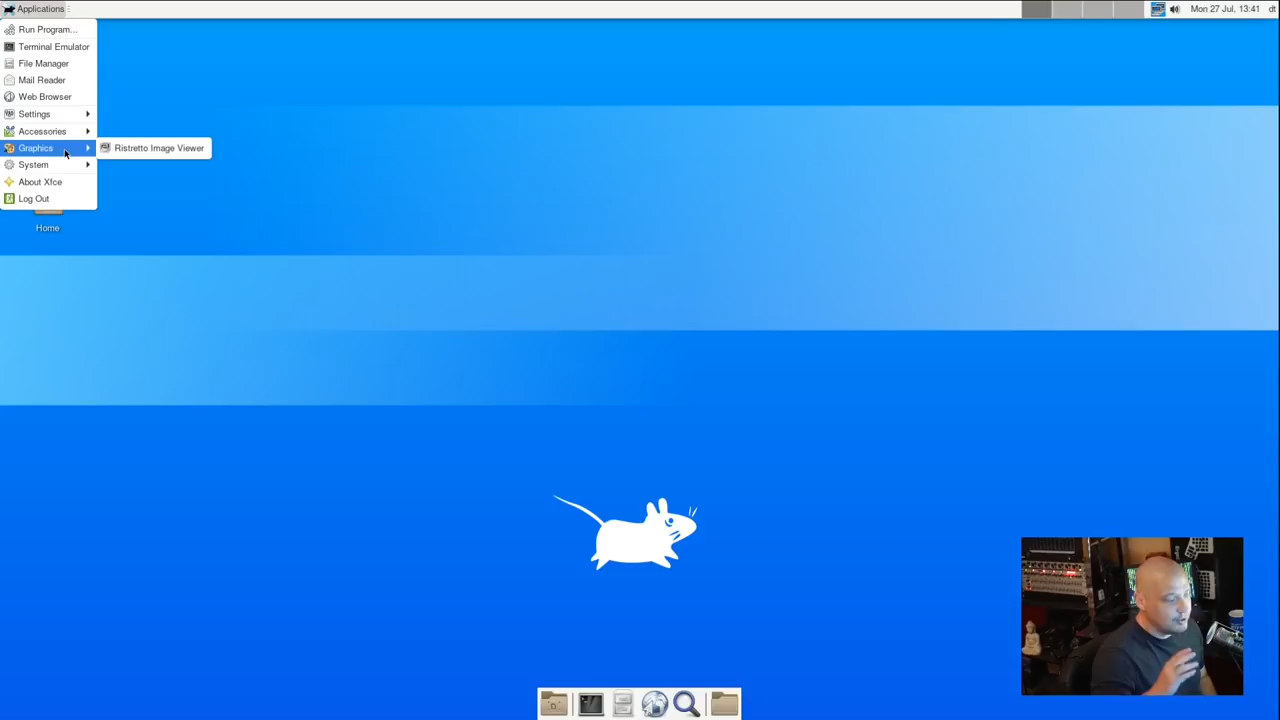 Applications
Mon 27 Jul, 13:41
dt
Run Program...
Terminal Emulator
File Manager
Mail Reader
Web Browser
Settings
Accessories
Graphics
Ristretto Image Viewer
System
About Xfce
Log Out
Home